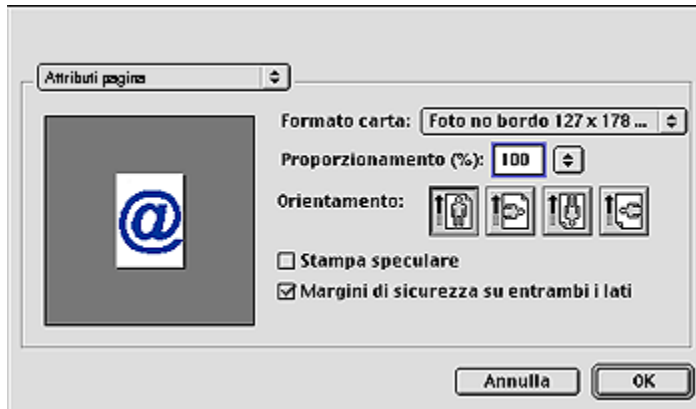 Attributi pagina
Formato carta: Foto no bordo 127 x 178 ...
Proporzionamento (%): 100
@
Orientamento:
Stampa speculare
Margini di sicurezza su entrambi i lati
Annulla OK